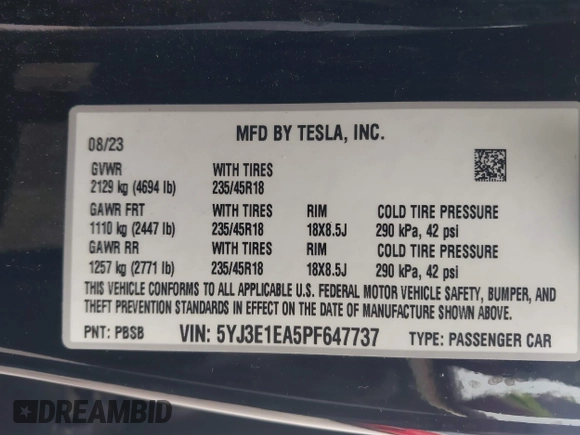 08/23 MFD BY TESLA, INC.
GVWR WITH TIRES
2129 kg (4694 lb) 235/45R18
GAWR FRT WITH TIRES RIM COLD TIRE PRESSURE
1110 kg (2447 lb) 235/45R18 18X8.5J 290 kPa, 42 psi
GAWR RR WITH TIRES RIM COLD TIRE PRESSURE
1257 kg (2771 lb) 235/45R18 18X8.5J 290 kPa, 42 psi
THIS VEHICLE CONFORMS TO ALL APPLICABLE U.S. FEDERAL MOTOR VEHICLE SAFETY, BUMPER, AND
THEFT PREVENTION STANDARDS IN EFFECT ON THE DATE OF MANUFACTURE SHOWN ABOVE.
PNT: PBSB VIN: 5YJ3E1EA5PF647737 TYPE: PASSENGER CAR
DREAMBID